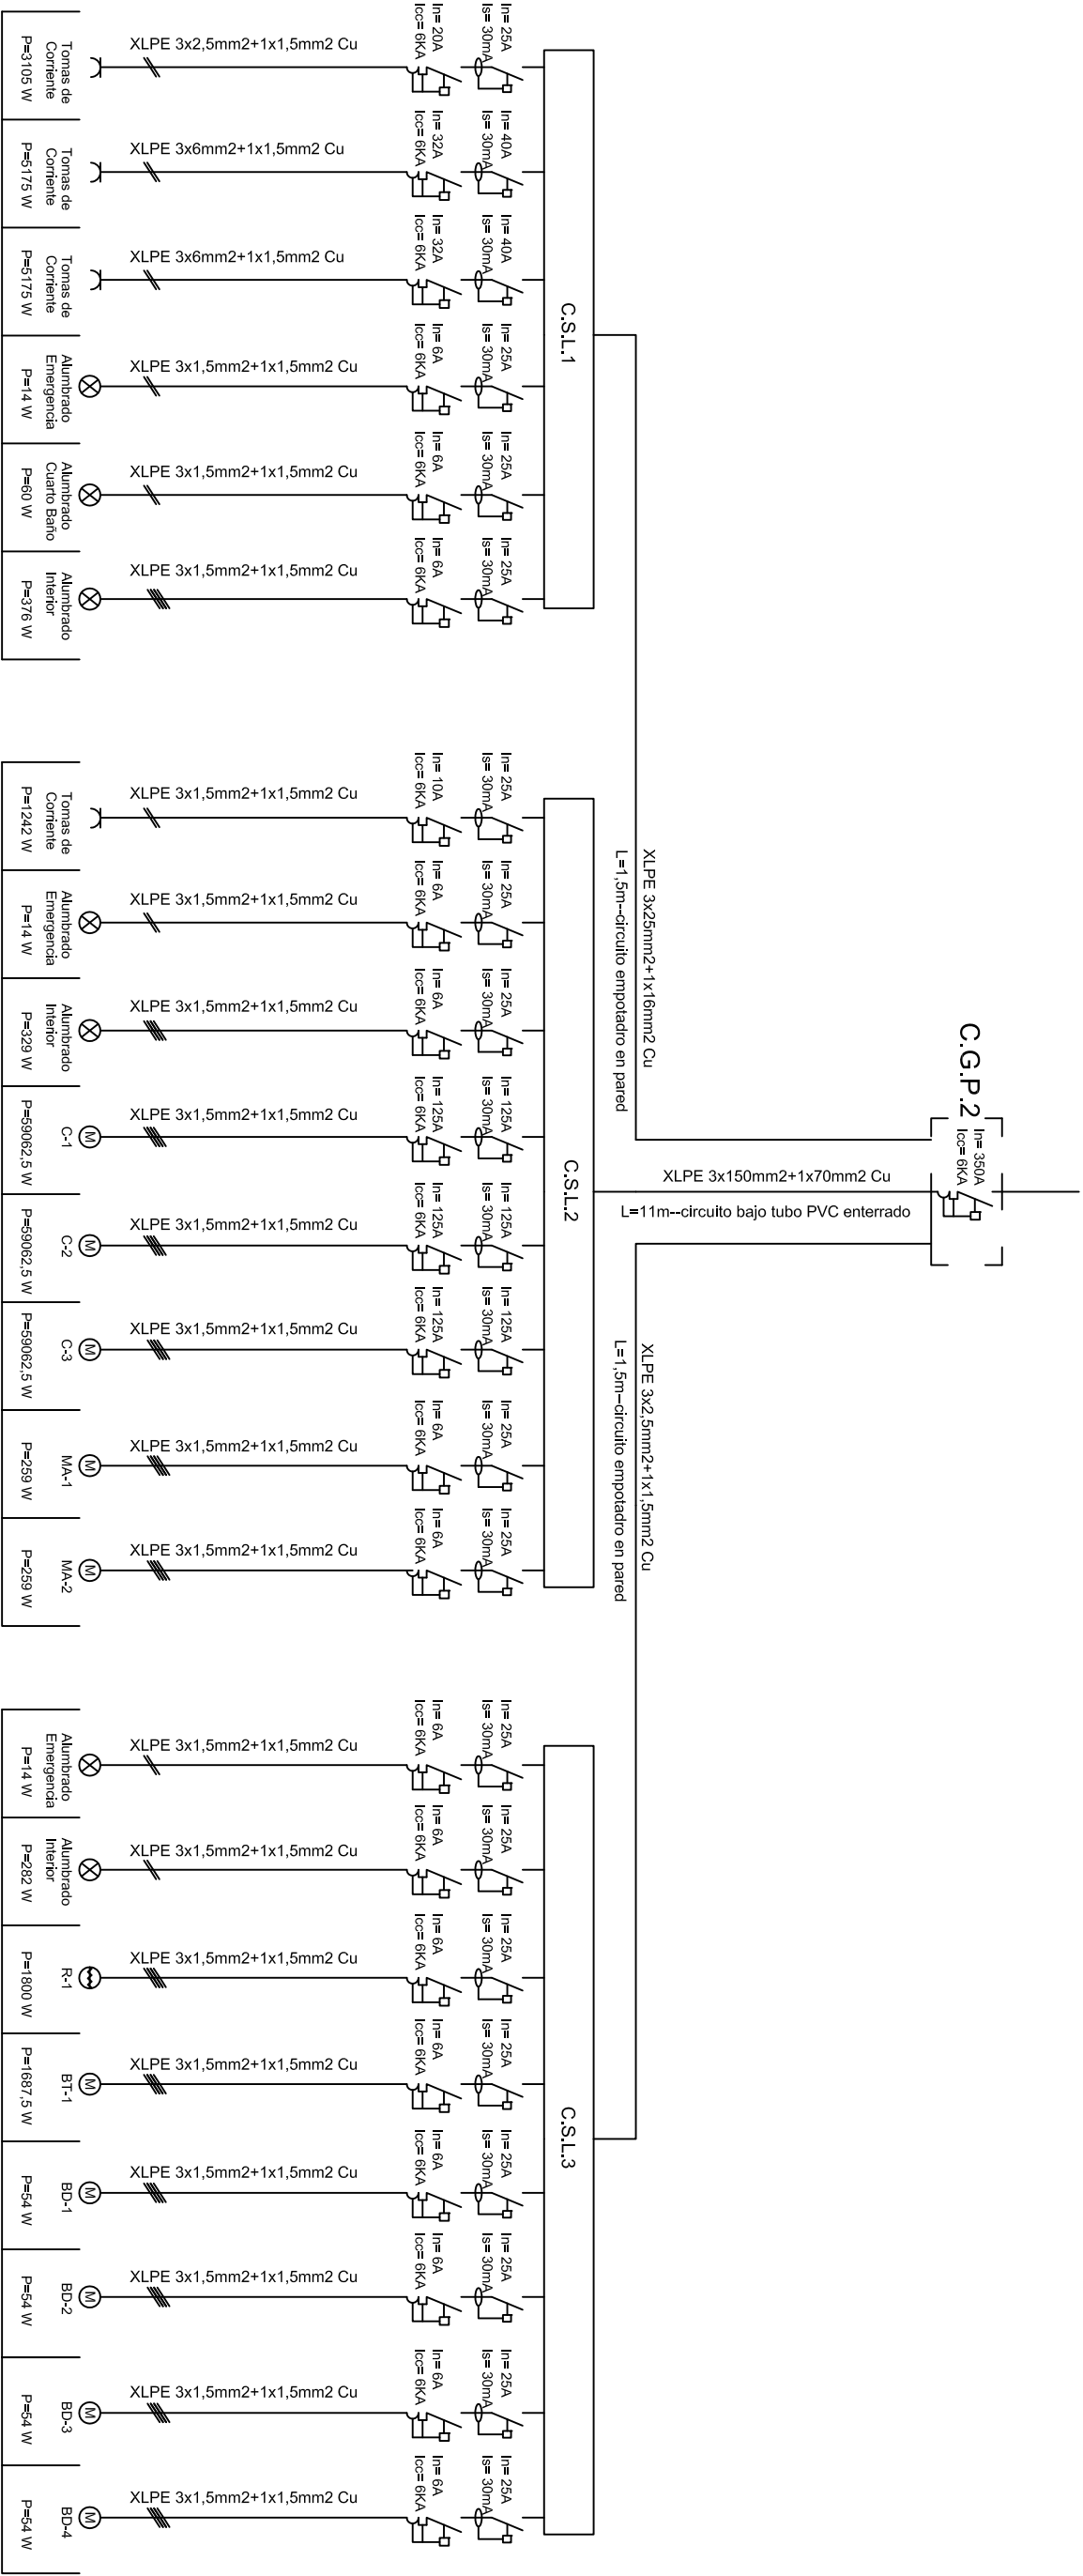 C.G.P.2
In= 350A
Icc= 6KA
XLPE 3x25mm2+1x16mm2 Cu
L=1,5m--circuito empotadro en pared
XLPE 3x150mm2+1x70mm2 Cu
L=11m--circuito bajo tubo PVC enterrado
XLPE 3x2,5mm2+1x1,5mm2 Cu
L=1,5m--circuito empotadro en pared
C.S.L.1
In= 25A
Is= 30mA
In= 20A
Icc= 6KA
XLPE 3x2,5mm2+1x1,5mm2 Cu
Tomas de
Corriente
P=3105 W
In= 40A
Is= 30mA
In= 32A
Icc= 6KA
XLPE 3x6mm2+1x1,5mm2 Cu
Tomas de
Corriente
P=5175 W
In= 40A
Is= 30mA
In= 32A
Icc= 6KA
XLPE 3x6mm2+1x1,5mm2 Cu
Tomas de
Corriente
P=5175 W
In= 25A
Is= 30mA
In= 6A
Icc= 6KA
XLPE 3x1,5mm2+1x1,5mm2 Cu
Alumbrado
Emergencia
P=14 W
In= 25A
Is= 30mA
In= 6A
Icc= 6KA
XLPE 3x1,5mm2+1x1,5mm2 Cu
Alumbrado
Cuarto Baño
P=60 W
In= 25A
Is= 30mA
In= 6A
Icc= 6KA
XLPE 3x1,5mm2+1x1,5mm2 Cu
Alumbrado
Interior
P=376 W
C.S.L.2
In= 25A
Is= 30mA
In= 10A
Icc= 6KA
XLPE 3x1,5mm2+1x1,5mm2 Cu
Tomas de
Corriente
P=1242 W
In= 25A
Is= 30mA
In= 6A
Icc= 6KA
XLPE 3x1,5mm2+1x1,5mm2 Cu
Alumbrado
Emergencia
P=14 W
In= 25A
Is= 30mA
In= 6A
Icc= 6KA
XLPE 3x1,5mm2+1x1,5mm2 Cu
Alumbrado
Interior
P=329 W
In= 125A
Is= 30mA
In= 125A
Icc= 6KA
XLPE 3x1,5mm2+1x1,5mm2 Cu
M
C-1
P=59062,5 W
In= 125A
Is= 30mA
In= 125A
Icc= 6KA
XLPE 3x1,5mm2+1x1,5mm2 Cu
M
C-2
P=59062,5 W
In= 125A
Is= 30mA
In= 125A
Icc= 6KA
XLPE 3x1,5mm2+1x1,5mm2 Cu
M
C-3
P=59062,5 W
In= 25A
Is= 30mA
In= 6A
Icc= 6KA
XLPE 3x1,5mm2+1x1,5mm2 Cu
M
MA-1
P=259 W
In= 25A
Is= 30mA
In= 6A
Icc= 6KA
XLPE 3x1,5mm2+1x1,5mm2 Cu
M
MA-2
P=259 W
C.S.L.3
In= 25A
Is= 30mA
In= 6A
Icc= 6KA
XLPE 3x1,5mm2+1x1,5mm2 Cu
Alumbrado
Emergencia
P=14 W
In= 25A
Is= 30mA
In= 6A
Icc= 6KA
XLPE 3x1,5mm2+1x1,5mm2 Cu
Alumbrado
Interior
P=282 W
In= 25A
Is= 30mA
In= 6A
Icc= 6KA
XLPE 3x1,5mm2+1x1,5mm2 Cu
R-1
P=1800 W
In= 25A
Is= 30mA
In= 6A
Icc= 6KA
XLPE 3x1,5mm2+1x1,5mm2 Cu
M
BT-1
P=1687,5 W
In= 25A
Is= 30mA
In= 6A
Icc= 6KA
XLPE 3x1,5mm2+1x1,5mm2 Cu
M
BD-1
P=54 W
In= 25A
Is= 30mA
In= 6A
Icc= 6KA
XLPE 3x1,5mm2+1x1,5mm2 Cu
M
BD-2
P=54 W
In= 25A
Is= 30mA
In= 6A
Icc= 6KA
XLPE 3x1,5mm2+1x1,5mm2 Cu
M
BD-3
P=54 W
In= 25A
Is= 30mA
In= 6A
Icc= 6KA
XLPE 3x1,5mm2+1x1,5mm2 Cu
M
BD-4
P=54 W